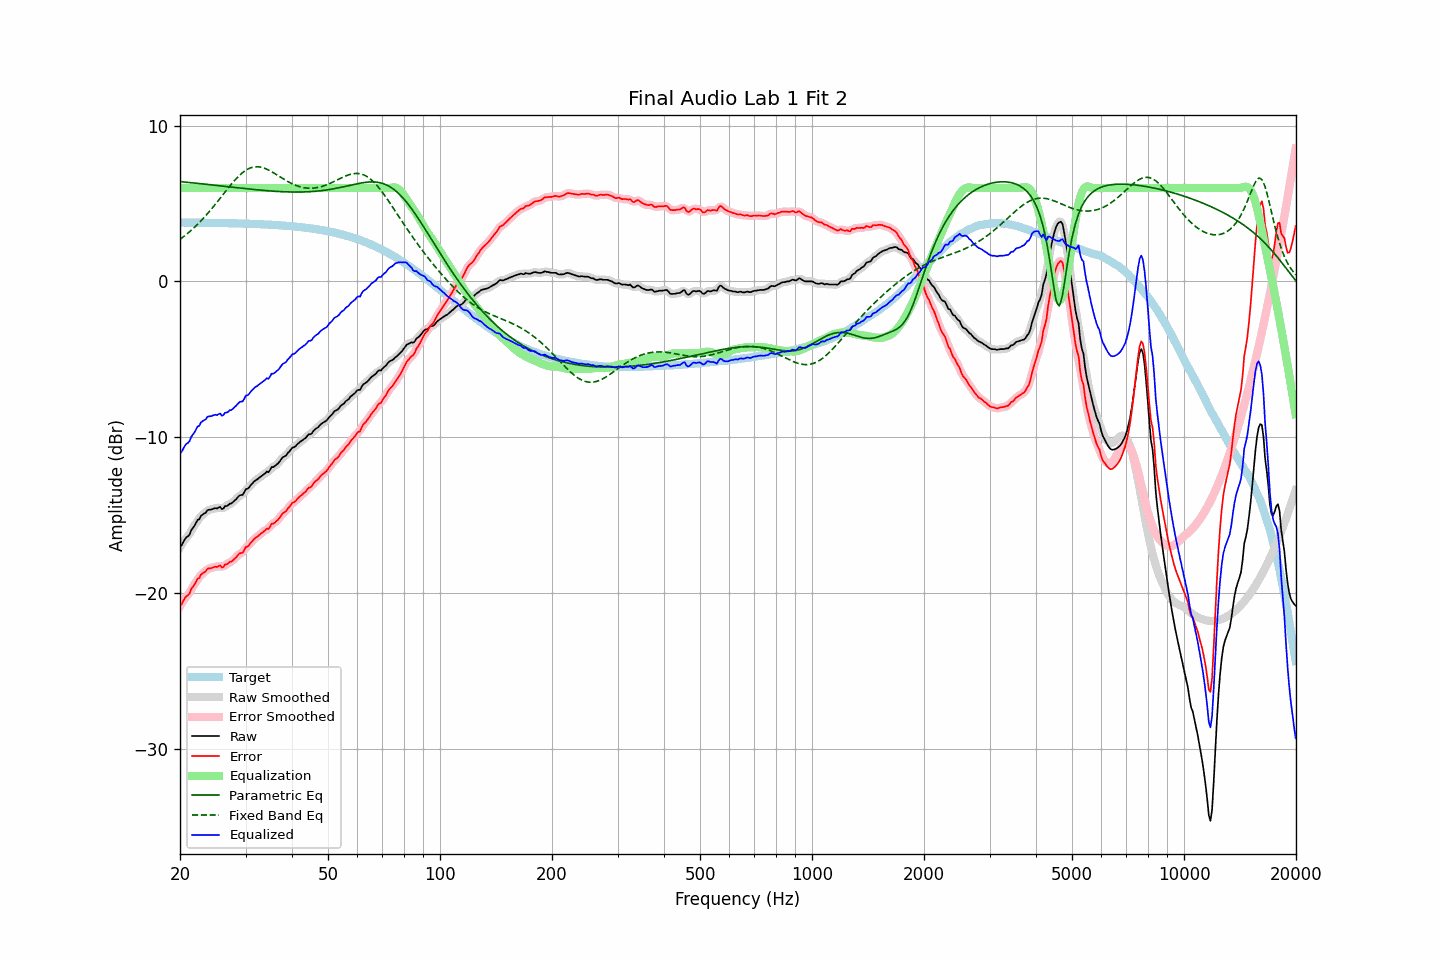 Final Audio Lab 1 Fit 2
10
0
−10
−20
−30
Amplitude (dBr)
Target
Raw Smoothed
Error Smoothed
Raw
Error
Equalization
Parametric Eq
Fixed Band Eq
Equalized
20 50 100 200 500 1000 2000 5000 10000 20000
Frequency (Hz)